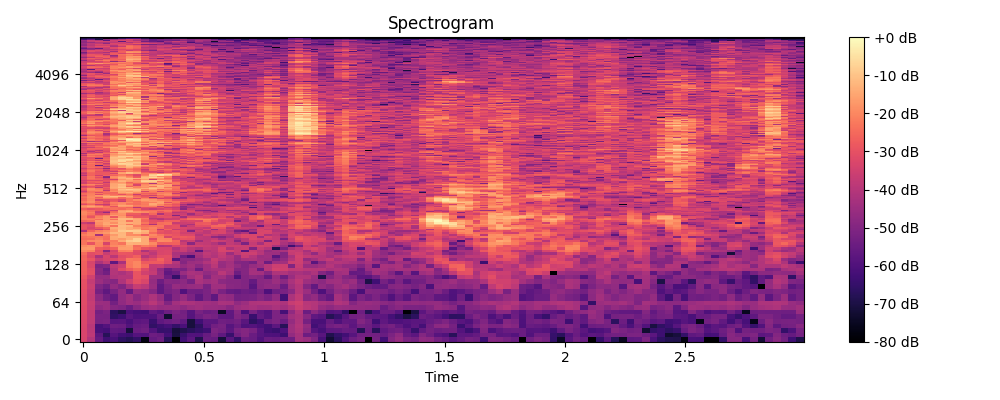 Spectrogram
Hz
4096
2048
1024
512
256
128
64
0
0
0.5
1
1.5
2
2.5
Time
+0 dB
-10 dB
-20 dB
-30 dB
-40 dB
-50 dB
-60 dB
-70 dB
-80 dB